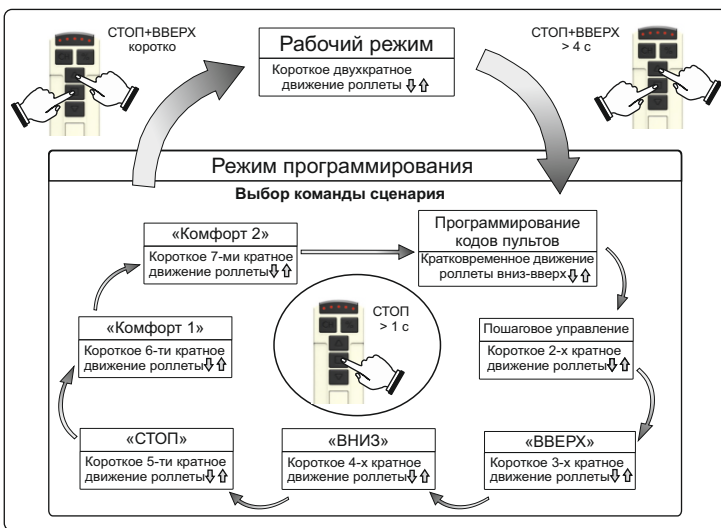 СТОП+ВВЕРХ
коротко
Рабочий режим
Короткое двухкратное
движение роллеты
СТОП+ВВЕРХ
> 4 с
Режим программирования
Выбор команды сценария
«Комфорт 2»
Короткое 7-ми кратное
движение роллеты
Программирование
кодов пультов
Кратковременное движение
роллеты вниз-вверх
«Комфорт 1»
Короткое 6-ти кратное
движение роллеты
СТОП
> 1 с
Пошаговое управление
Короткое 2-х кратное
движение роллеты
«СТОП»
Короткое 5-ти кратное
движение роллеты
«ВНИЗ»
Короткое 4-х кратное
движение роллеты
«ВВЕРХ»
Короткое 3-х кратное
движение роллеты